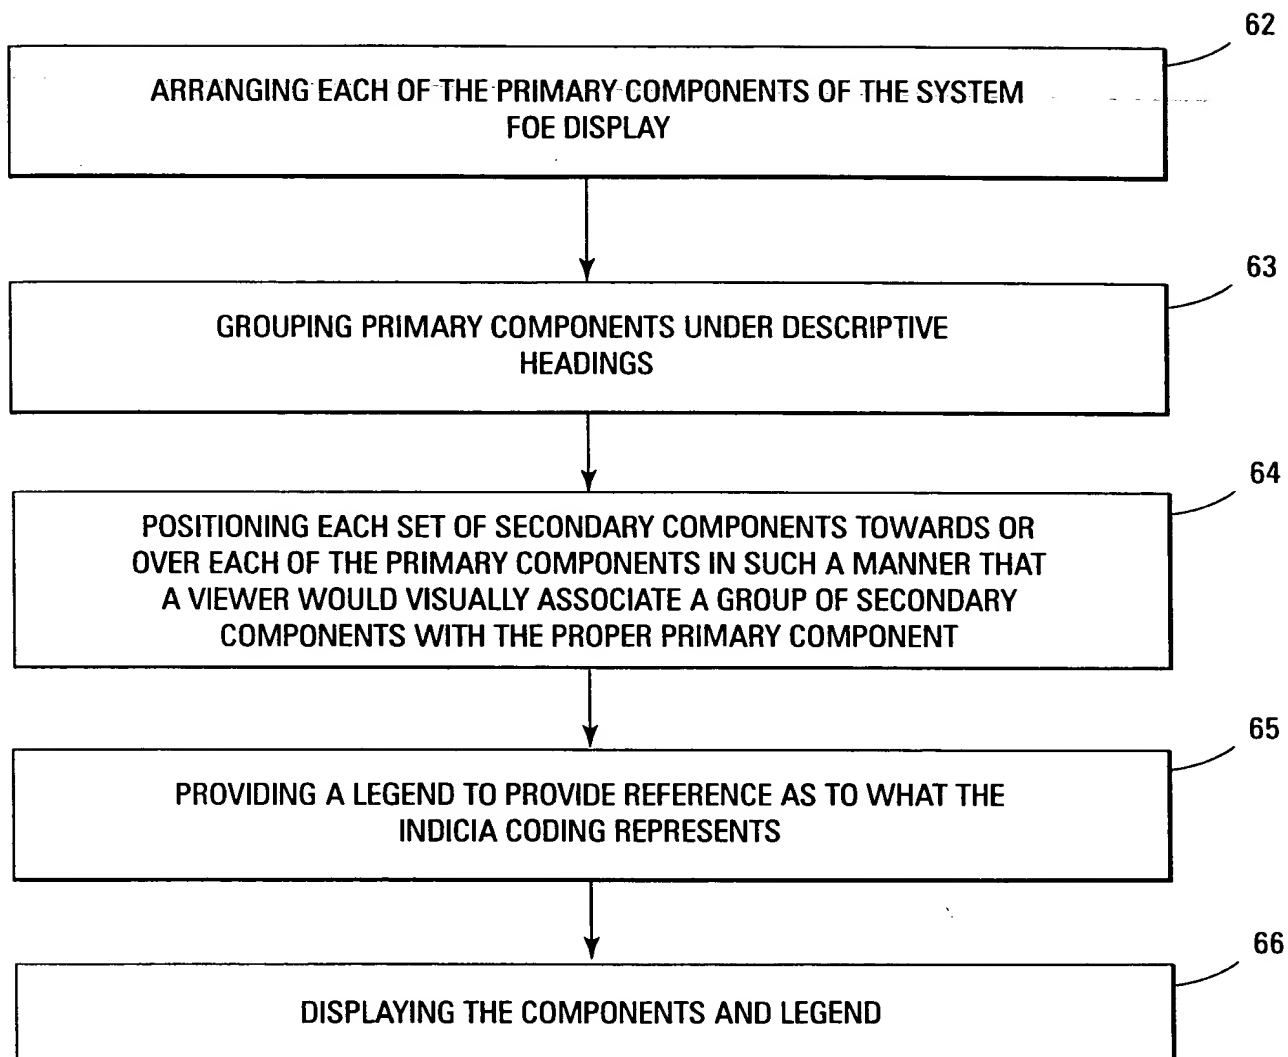 62
ARRANGING EACH OF THE PRIMARY COMPONENTS OF THE SYSTEM
FOE DISPLAY
63
GROUPING PRIMARY COMPONENTS UNDER DESCRIPTIVE
HEADINGS
64
POSITIONING EACH SET OF SECONDARY COMPONENTS TOWARDS OR
OVER EACH OF THE PRIMARY COMPONENTS IN SUCH A MANNER THAT
A VIEWER WOULD VISUALLY ASSOCIATE A GROUP OF SECONDARY
COMPONENTS WITH THE PROPER PRIMARY COMPONENT
65
PROVIDING A LEGEND TO PROVIDE REFERENCE AS TO WHAT THE
INDICIA CODING REPRESENTS
66
DISPLAYING THE COMPONENTS AND LEGEND